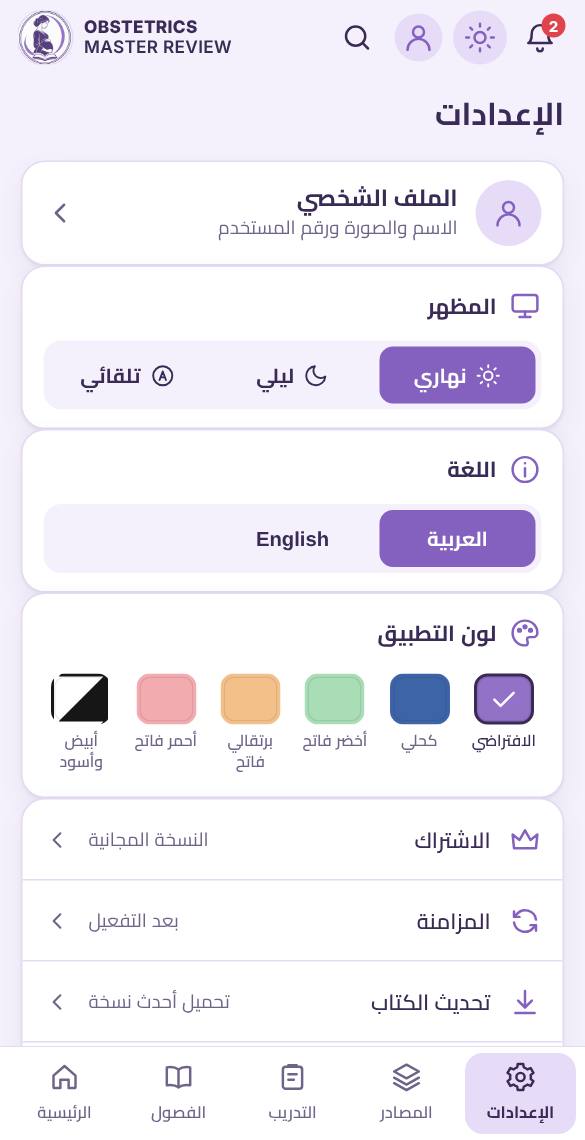 OBSTETRICS
MASTER REVIEW
2
الإعدادات
الملف الشخصي
الاسم والصورة ورقم المستخدم
المظهر
نهاري
ليلي
تلقائي
اللغة
العربية
English
لون التطبيق
الافتراضي
كحلي
أخضر فاتح
برتقالي
فاتح
أحمر فاتح
أبيض
وأسود
الاشتراك
النسخة المجانية
المزامنة
بعد التفعيل
تحديث الكتاب
تحميل أحدث نسخة
الإعدادات
المصادر
التدريب
الفصول
الرئيسية